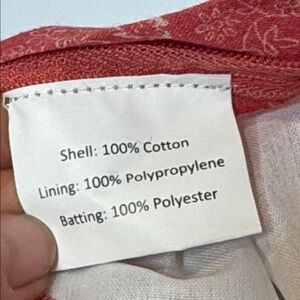 Shell: 100% Cotton
Lining: 100% Polypropylene
Batting: 100% Polyester